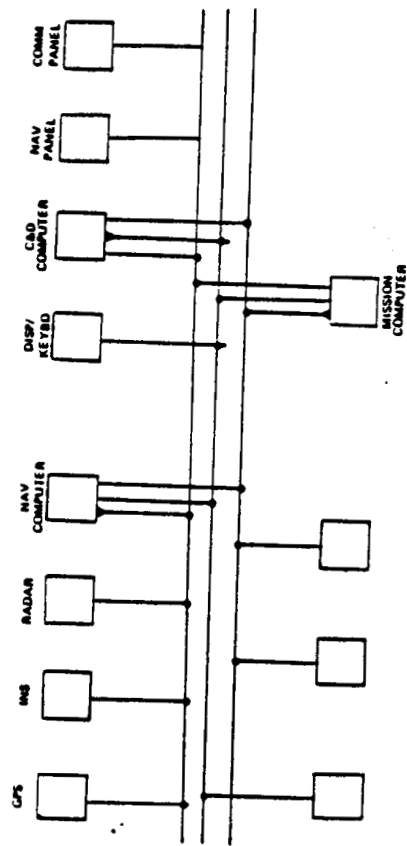 COMM
PANEL
NAV
PANEL
C&D
COMPUTER
DISP/
KEYBD
NAV
COMPUTER
RADAR
INS
GPS
MISSION
COMPUTER